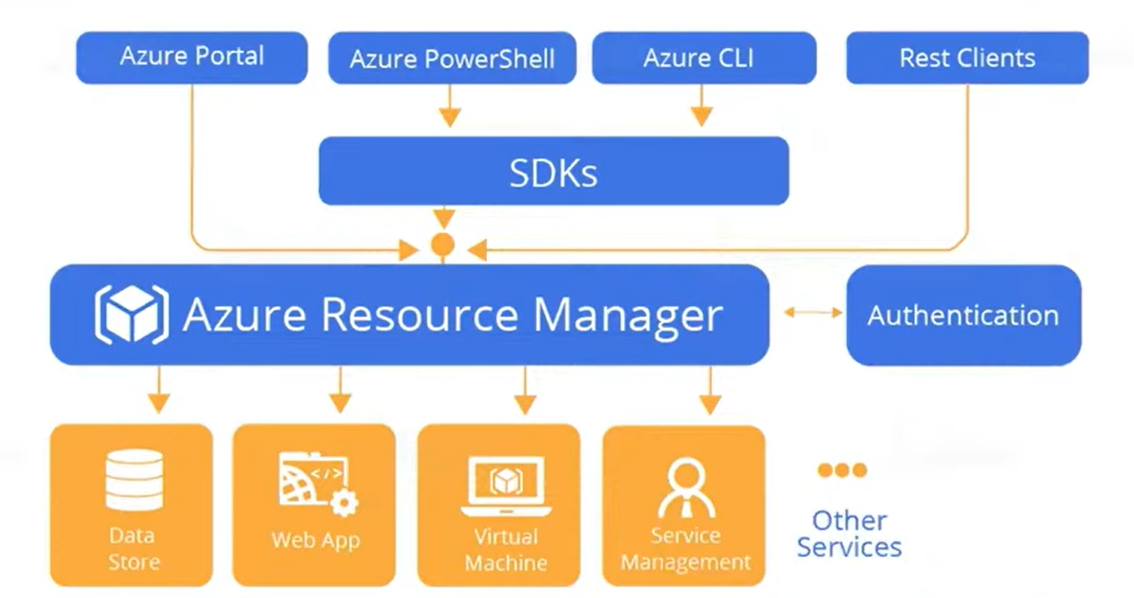 Azure Portal
Azure PowerShell
Azure CLI
Rest Clients
SDKs
Azure Resource Manager
Authentication
Data
Store
Web App
</>
Virtual
Machine
Service
Management
Other
Services